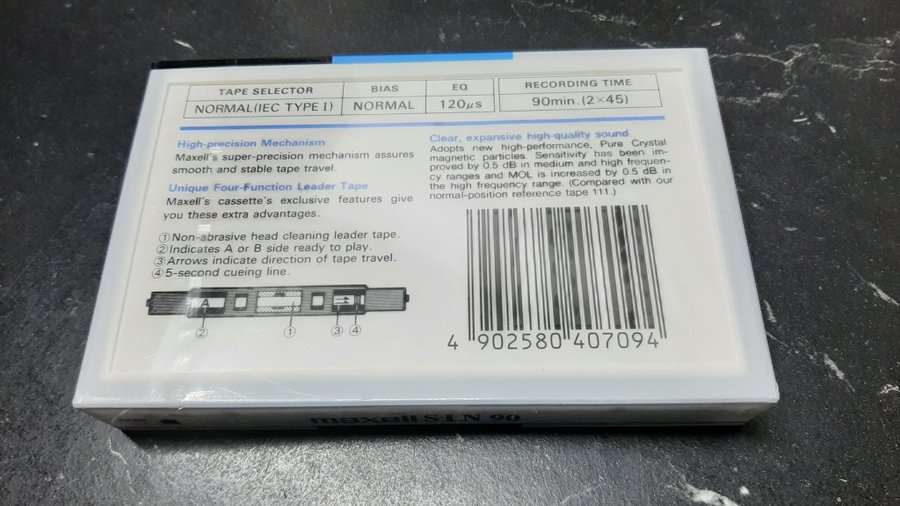 TAPE SELECTOR BIAS EQ RECORDING TIME
NORMAL(IEC TYPE I) NORMAL 120μs 90min.(2×45)
High-precision Mechanism
Maxell's super-precision mechanism assures
smooth and stable tape travel.
Unique Four-Function Leader Tape
Maxell's cassette's exclusive features give
you these extra advantages.
①Non-abrasive head cleaning leader tape.
②Indicates A or B side ready to play.
③Arrows indicate direction of tape travel.
④5-second cueing line.
A
② ① ③ ④
Clear, expansive high-quality sound
Adopts new high-performance, Pure Crystal
magnetic particles. Sensitivity has been im-
proved by 0.5 dB in medium and high frequen-
cy ranges and MOL is increased by 0.5 dB in
the high frequency range. (Compared with our
normal-position reference tape 111.)
4 902580 407094
maxell 90